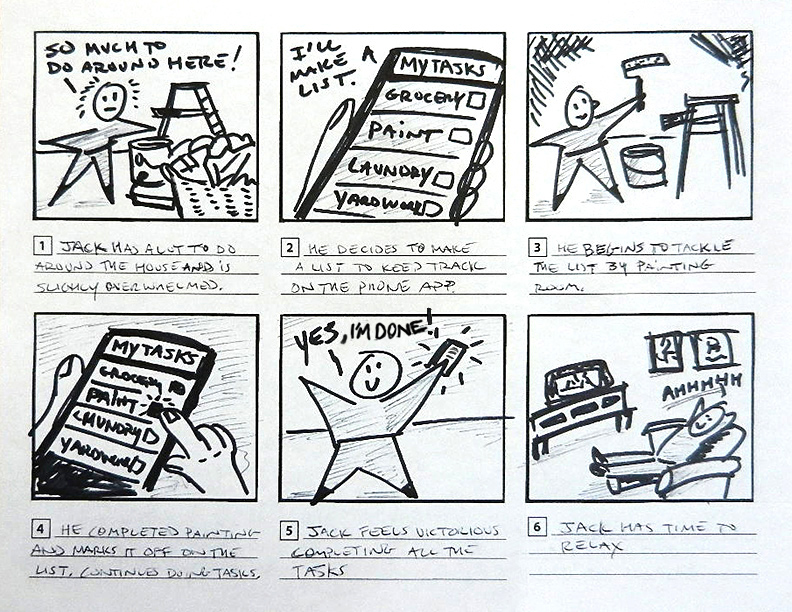 SO MUCH TO
DO AROUND HERE!
1 JACK HAS A LOT TO DO
AROUND THE HOUSE AND IS
SLIGHTLY OVERWHELMED.
I'LL
MAKE A
LIST.
MY TASKS
GROCERY
PAINT
LAUNDRY
YARDWORK
2 HE DECIDES TO MAKE
A LIST TO KEEP TRACK
ON THE PHONE APP.
3 HE BEGINS TO TACKLE
THE LIST BY PAINTING
ROOM.
MY TASKS
GROCERY
PAINT
LAUNDRY
YARDWORK
4 HE COMPLETED PAINTING
AND MARKS IT OFF ON THE
LIST, CONTINUES DOING TASKS.
YES, I'M DONE!
5 JACK FEELS VICTORIOUS
COMPLETING ALL THE
TASKS
AHHHHH
6 JACK HAS TIME TO
RELAX